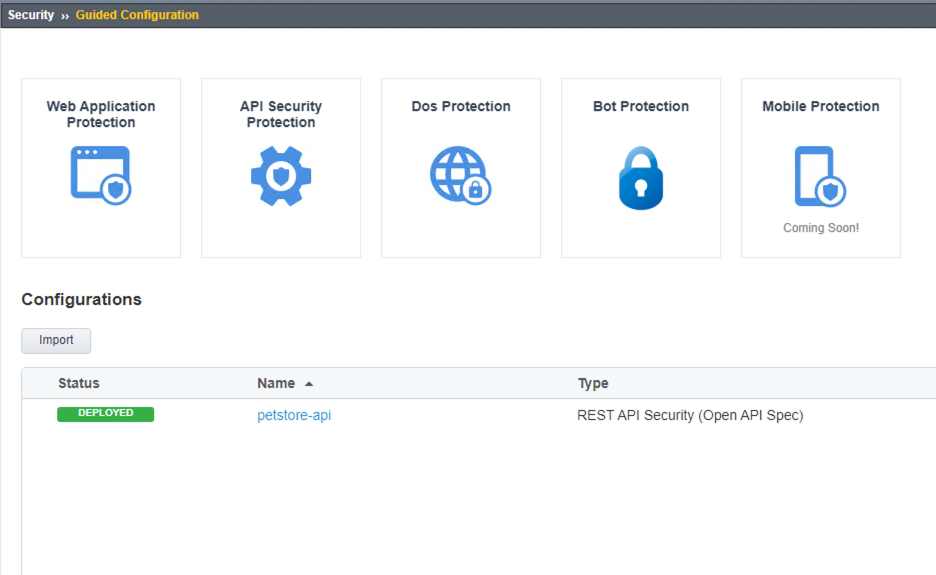 Security ›› Guided Configuration
Web Application
Protection
API Security
Protection
Dos Protection
Bot Protection
Mobile Protection
Coming Soon!
Configurations
Import
Status Name Type
DEPLOYED petstore-api REST API Security (Open API Spec)